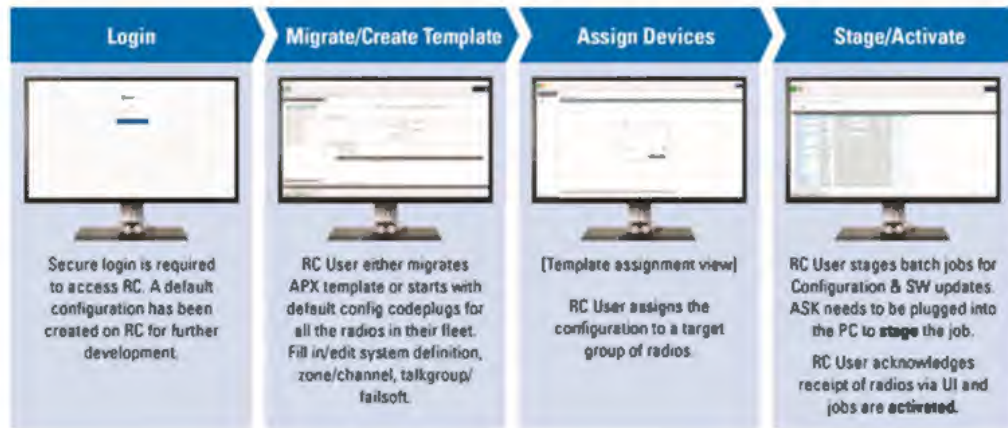 Login
Migrate/Create Template
Assign Devices
Stage/Activate
Secure login is required
to access RC. A default
configuration has been
created on RC for further
development.
RC User either migrates
APX template or starts with
default config codeplugs for
all the radios in their fleet.
Fill in/edit system definition,
zone/channel, talkgroup/
failsoft.
[Template assignment view]
RC User assigns the
configuration to a target
group of radios
RC User stages batch jobs for
Configuration & SW updates.
ASK needs to be plugged into
the PC to stage the job.
RC User acknowledges
receipt of radios via UI and
jobs are activated.